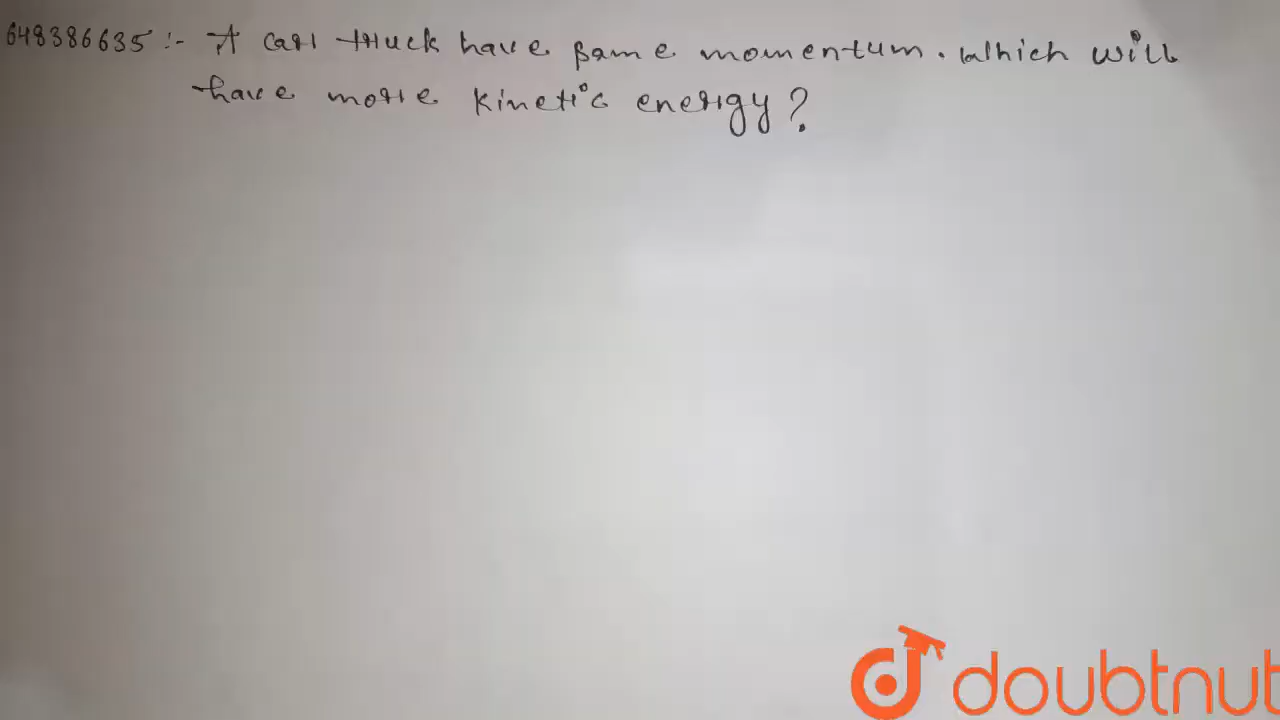 648386635 :- A car truck have same momentum. Which will
have more kinetic energy?
doubtnut